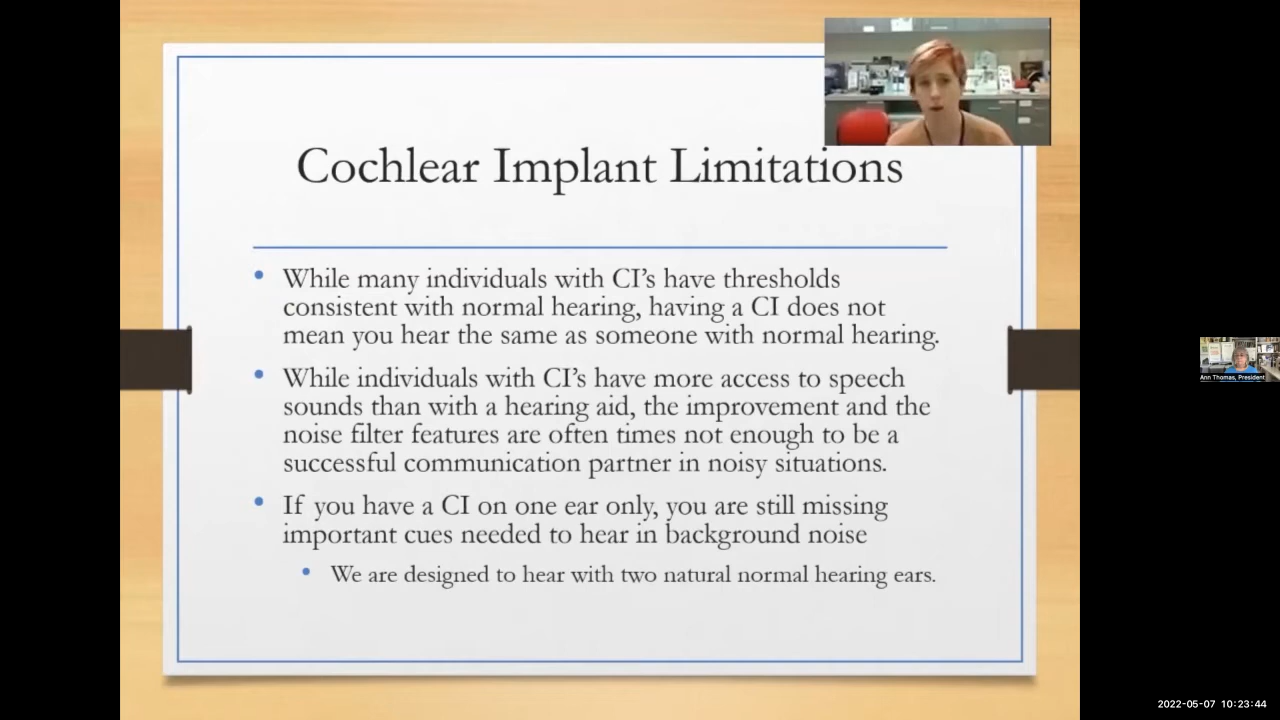 Cochlear Implant Limitations
• While many individuals with CI’s have thresholds
consistent with normal hearing, having a CI does not
mean you hear the same as someone with normal hearing.
• While individuals with CI’s have more access to speech
sounds than with a hearing aid, the improvement and the
noise filter features are often times not enough to be a
successful communication partner in noisy situations.
• If you have a CI on one ear only, you are still missing
important cues needed to hear in background noise
• We are designed to hear with two natural normal hearing ears.
Ann Thomas, President
2022-05-07 10:23:44